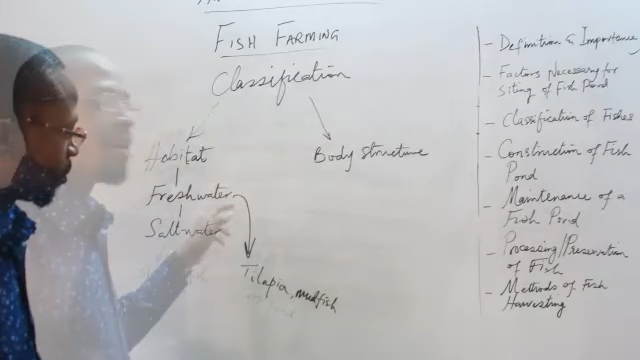 FISH FARMING
Classification
Habitat
Body structure
Freshwater
Saltwater
Tilapia, mudfish
- Definition & Importance
- Factors Necessary for
Siting of Fish Pond
- Classification of Fishes
- Construction of Fish
Pond
- Maintenance of a
Fish Pond
- Processing/Preservation
of Fish
- Methods of Fish
Harvesting